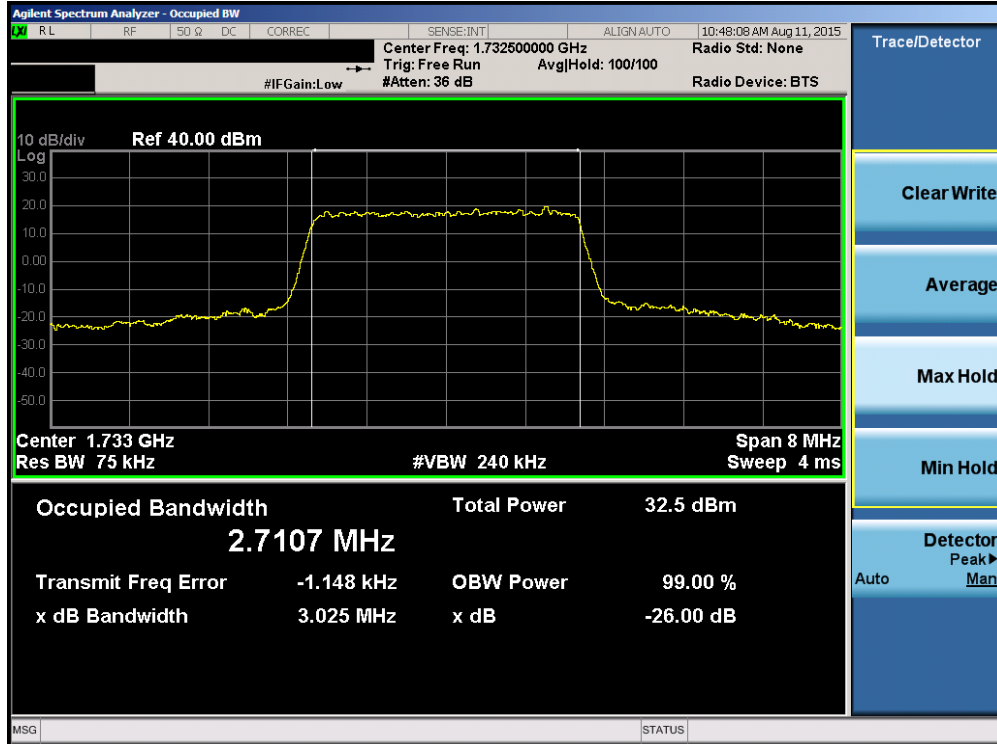 Agilent Spectrum Analyzer - Occupied BW
LXI RL RF 50 Ω DC CORREC SENSE:INT ALIGN AUTO 10:48:08 AM Aug 11, 2015
Center Freq: 1.732500000 GHz Radio Std: None
Trig: Free Run Avg|Hold: 100/100
#IFGain:Low #Atten: 36 dB Radio Device: BTS
10 dB/div Ref 40.00 dBm
Log
30.0
20.0
10.0
0.00
-10.0
-20.0
-30.0
-40.0
-50.0
Center 1.733 GHz Span 8 MHz
Res BW 75 kHz #VBW 240 kHz Sweep 4 ms
Occupied Bandwidth Total Power 32.5 dBm
2.7107 MHz
Transmit Freq Error -1.148 kHz OBW Power 99.00 %
x dB Bandwidth 3.025 MHz x dB -26.00 dB
MSG STATUS
Trace/Detector
Clear Write
Average
Max Hold
Min Hold
Detector
Peak▶
Auto Man